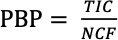 PBP = TIC/NCF